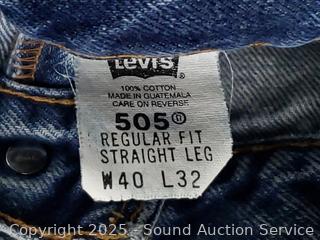 Levi's ®
100% COTTON
MADE IN GUATEMALA
CARE ON REVERSE
505
REGULAR FIT
STRAIGHT LEG
W40 L32
Copyright © 2025 - Sound Auction Service